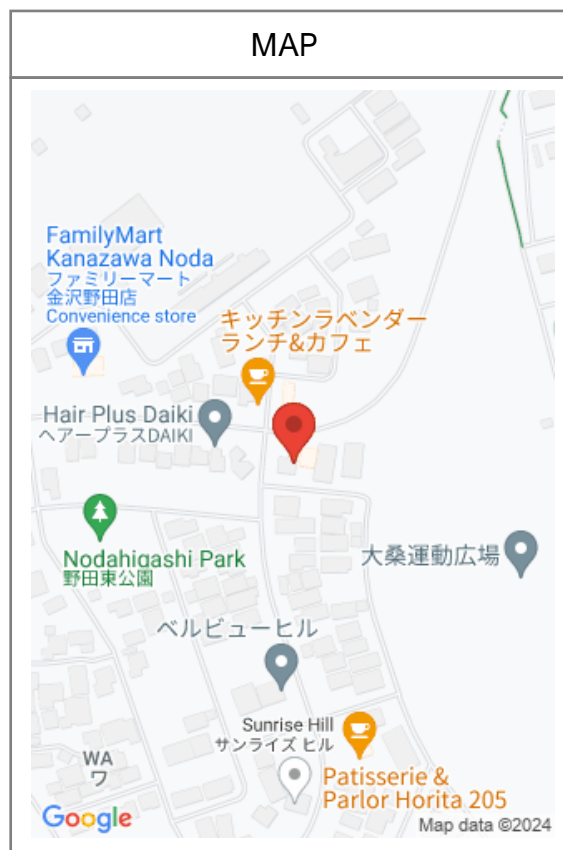 MAP
FamilyMart
Kanazawa Noda
ファミリーマート
金沢野田店
Convenience store
キッチンラベンダー
ランチ&カフェ
Hair Plus Daiki
ヘアープラスDAIKI
Nodahigashi Park
野田東公園
大桑運動広場
ベルビューヒル
Sunrise Hill
サンライズ ヒル
WA
ワ
Patisserie &
Parlor Horita 205
Google
Map data ©2024